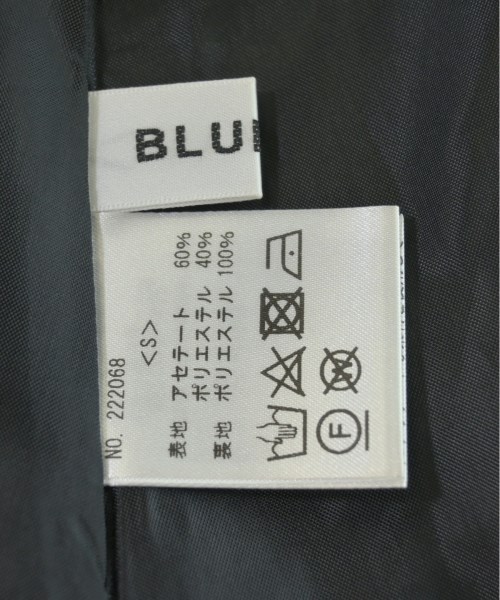 BLU
NO. 222068
<S>
表地 アセテート 60%
ポリエステル 40%
裏地 ポリエステル 100%
F
W